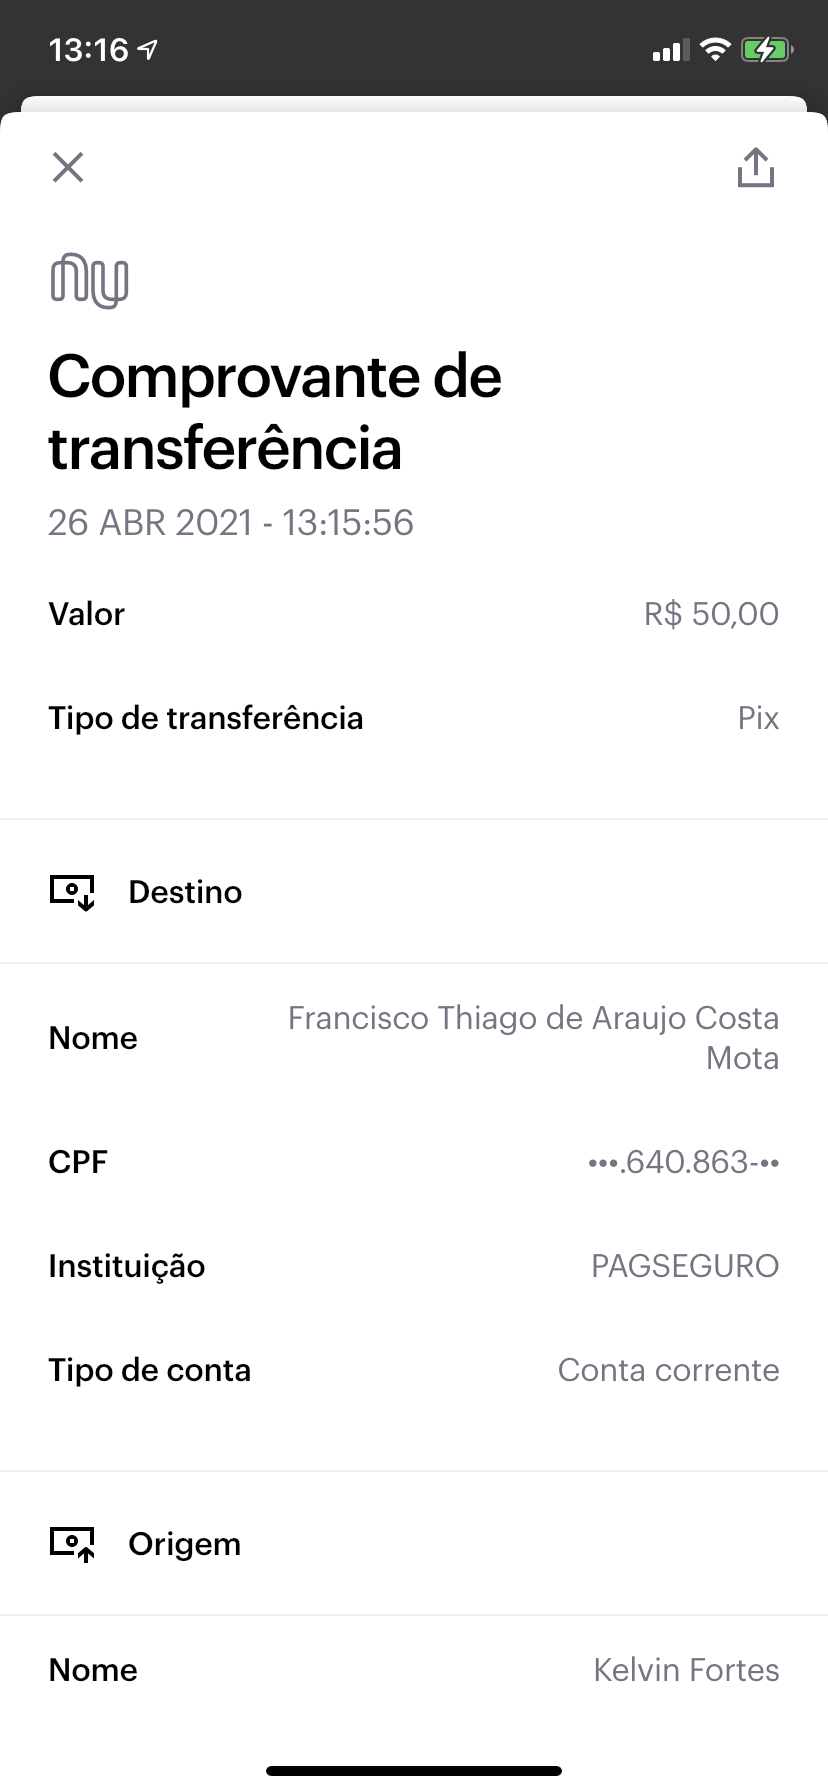 13:16
nu
Comprovante de
transferência
26 ABR 2021 - 13:15:56
Valor R$ 50,00
Tipo de transferência Pix
Destino
Nome Francisco Thiago de Araujo Costa
Mota
CPF •••.640.863-••
Instituição PAGSEGURO
Tipo de conta Conta corrente
Origem
Nome Kelvin Fortes